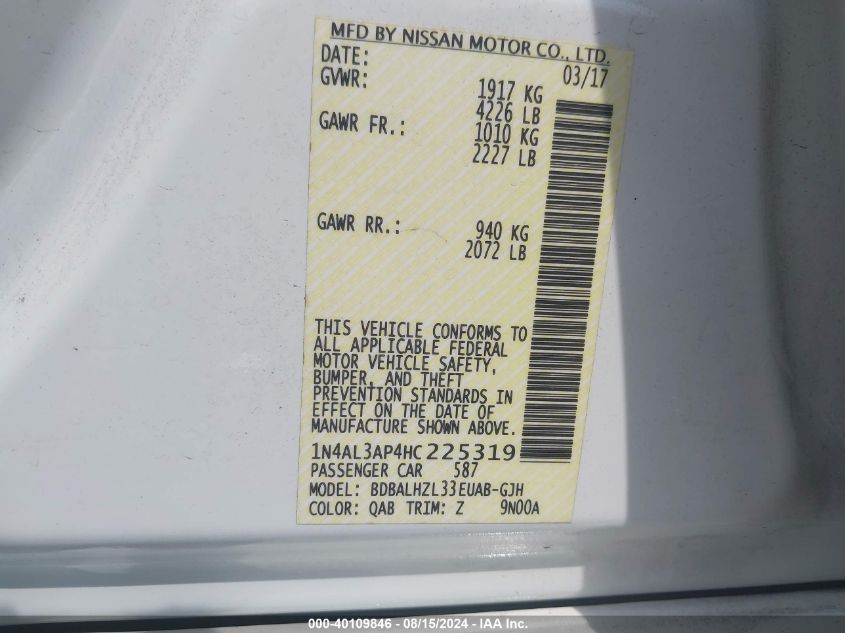 MFD BY NISSAN MOTOR CO., LTD.
DATE: 03/17
GVWR: 1917 KG
4226 LB
GAWR FR.: 1010 KG
2227 LB
GAWR RR.: 940 KG
2072 LB
THIS VEHICLE CONFORMS TO
ALL APPLICABLE FEDERAL
MOTOR VEHICLE SAFETY,
BUMPER, AND THEFT
PREVENTION STANDARDS IN
EFFECT ON THE DATE OF
MANUFACTURE SHOWN ABOVE.
1N4AL3AP4HC225319
PASSENGER CAR 587
MODEL: BDBALHZL33EUAB-GJH
COLOR: QAB TRIM: Z 9N00A
000-40109846 - 08/15/2024 - IAA Inc.